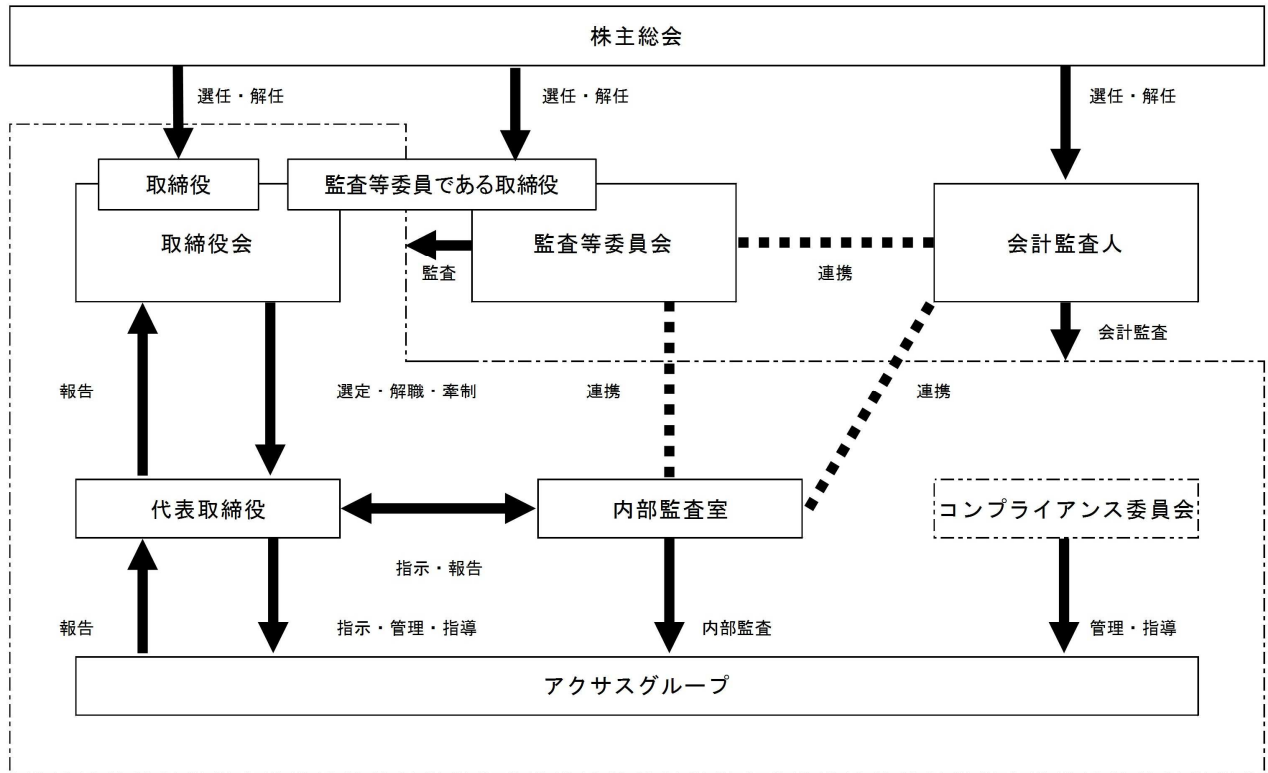 株主総会
選任・解任
選任・解任
選任・解任
取締役
監査等委員である取締役
取締役会
監査等委員会
会計監査人
監査
連携
会計監査
報告
選定・解職・牽制
連携
連携
代表取締役
内部監査室
コンプライアンス委員会
指示・報告
報告
指示・管理・指導
内部監査
管理・指導
アクサスグループ